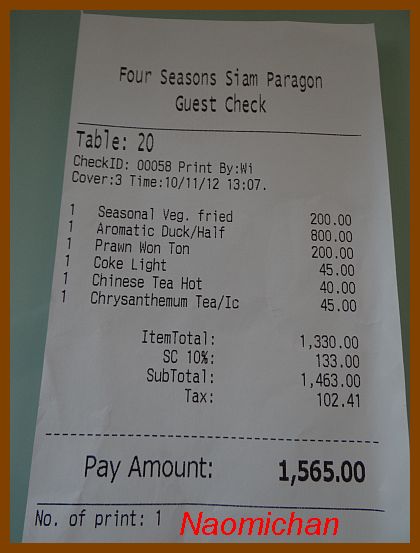 Four Seasons Siam Paragon
Guest Check
Table: 20
CheckID: 00058 Print By:Wi
Cover:3 Time:10/11/12 13:07.
1 Seasonal Veg. fried 200.00
1 Aromatic Duck/Half 800.00
1 Prawn Won Ton 200.00
1 Coke Light 45.00
1 Chinese Tea Hot 40.00
1 Chrysanthemum Tea/Ic 45.00
ItemTotal: 1,330.00
SC 10%: 133.00
SubTotal: 1,463.00
Tax: 102.41
Pay Amount: 1,565.00
No. of print: 1
Naomichan